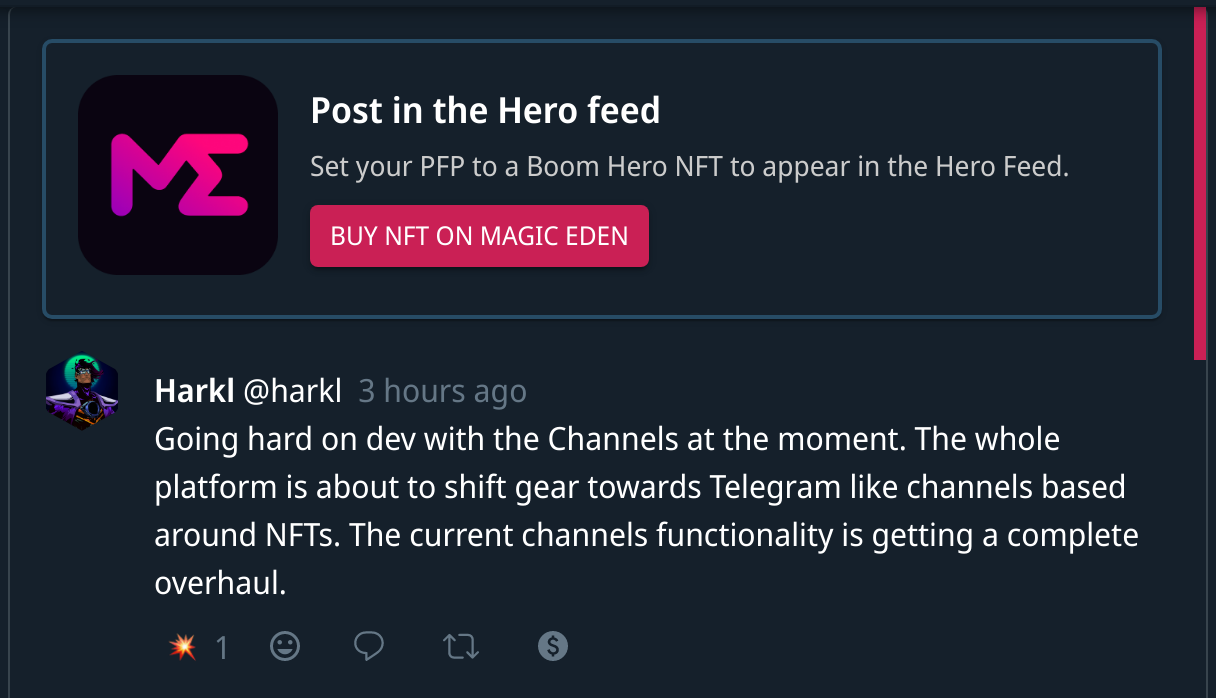 ME
Post in the Hero feed
Set your PFP to a Boom Hero NFT to appear in the Hero Feed.
BUY NFT ON MAGIC EDEN
Harkl @harkl 3 hours ago
Going hard on dev with the Channels at the moment. The whole
platform is about to shift gear towards Telegram like channels based
around NFTs. The current channels functionality is getting a complete
overhaul.
💥 1